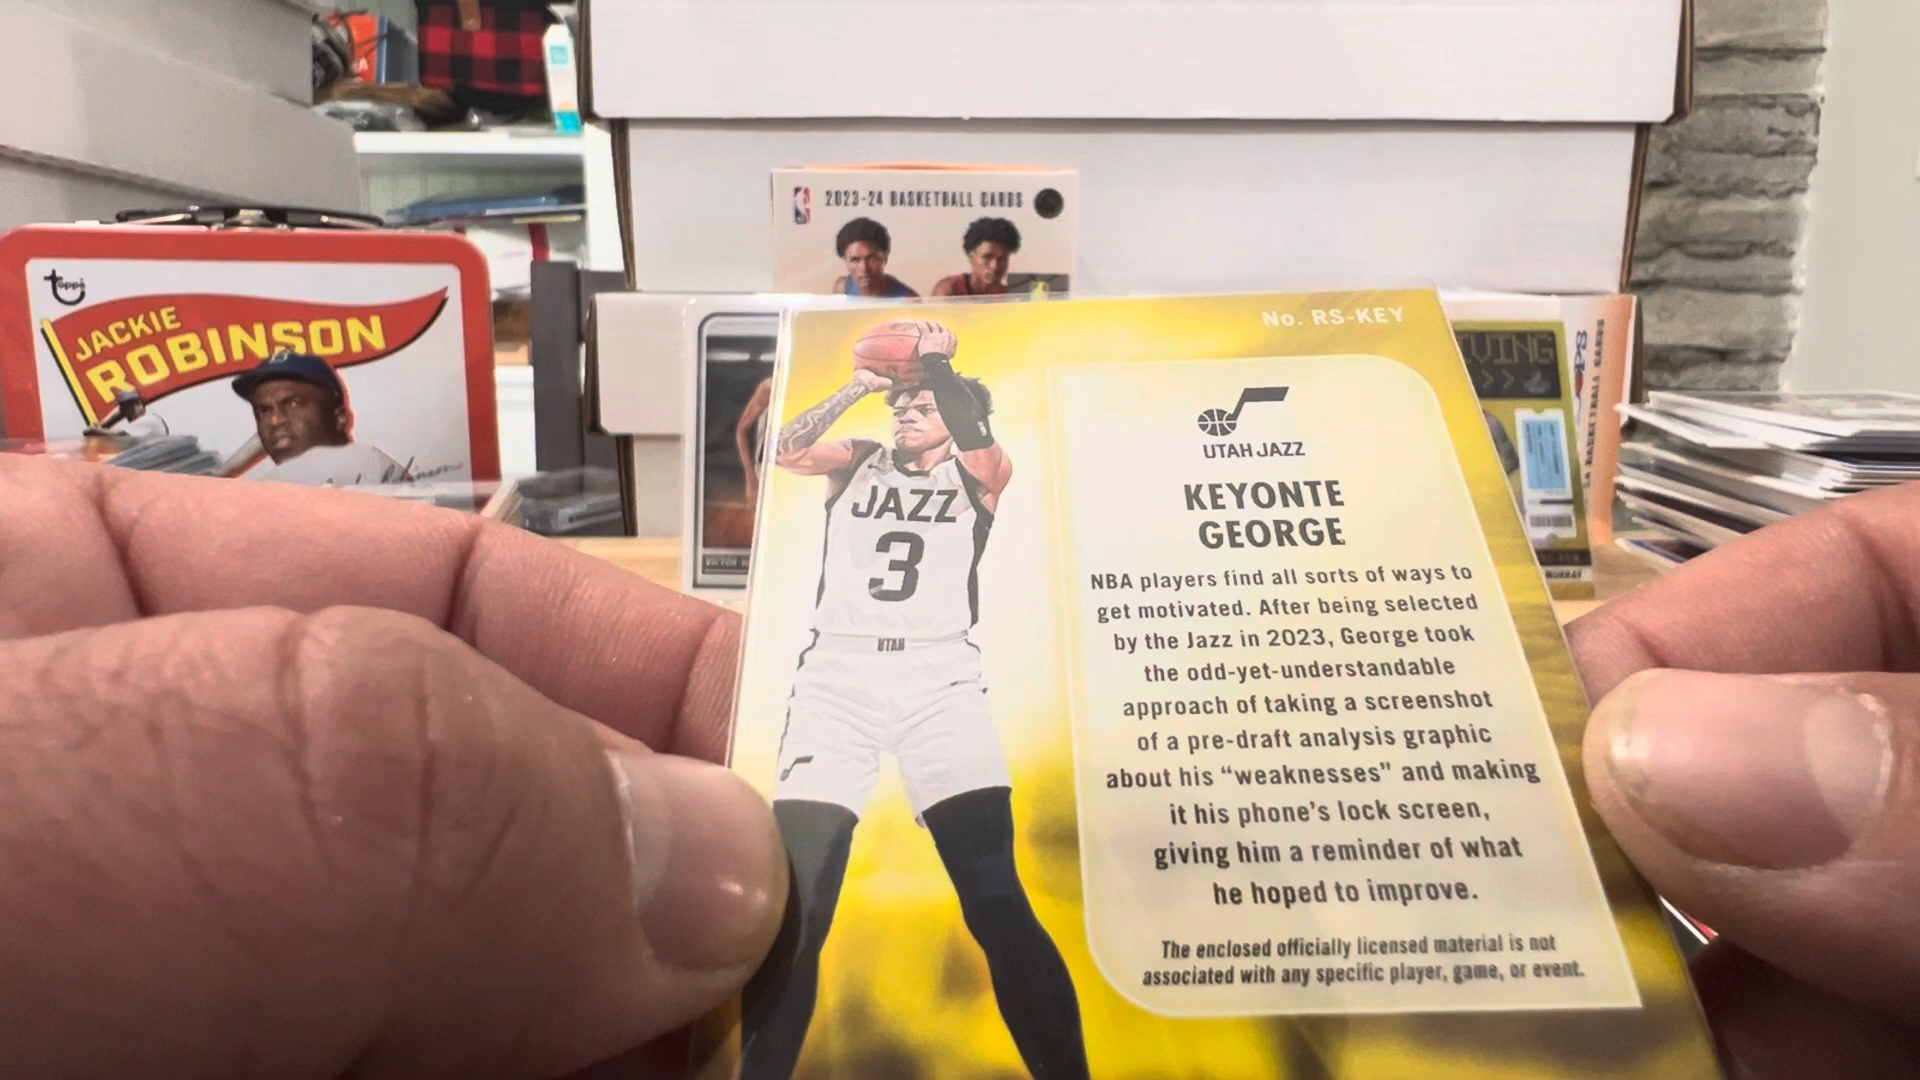 toppş
JACKIE
ROBINSON
2023-24 BASKETBALL CARDS
No. RS-KEY
UTAH JAZZ
KEYONTE
GEORGE
NBA players find all sorts of ways to
get motivated. After being selected
by the Jazz in 2023, George took
the odd-yet-understandable
approach of taking a screenshot
of a pre-draft analysis graphic
about his “weaknesses” and making
it his phone’s lock screen,
giving him a reminder of what
he hoped to improve.
The enclosed officially licensed material is not
associated with any specific player, game, or event.
JAZZ
3
UTAH
VICTOR
VING
>>
MURRAY